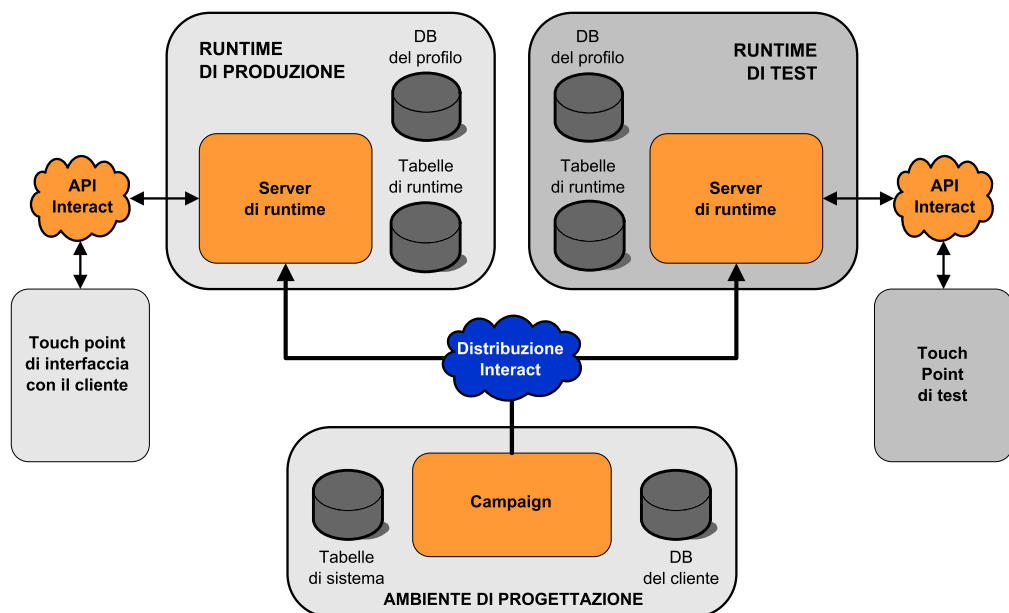 RUNTIME
DI PRODUZIONE
DB
del profilo
Tabelle
di runtime
Server
di runtime
API
Interact
Touch point
di interfaccia
con il cliente
DB
del profilo
RUNTIME
DI TEST
Tabelle
di runtime
Server
di runtime
API
Interact
Touch
Point
di test
Distribuzione
Interact
Campaign
Tabelle
di sistema
DB
del cliente
AMBIENTE DI PROGETTAZIONE